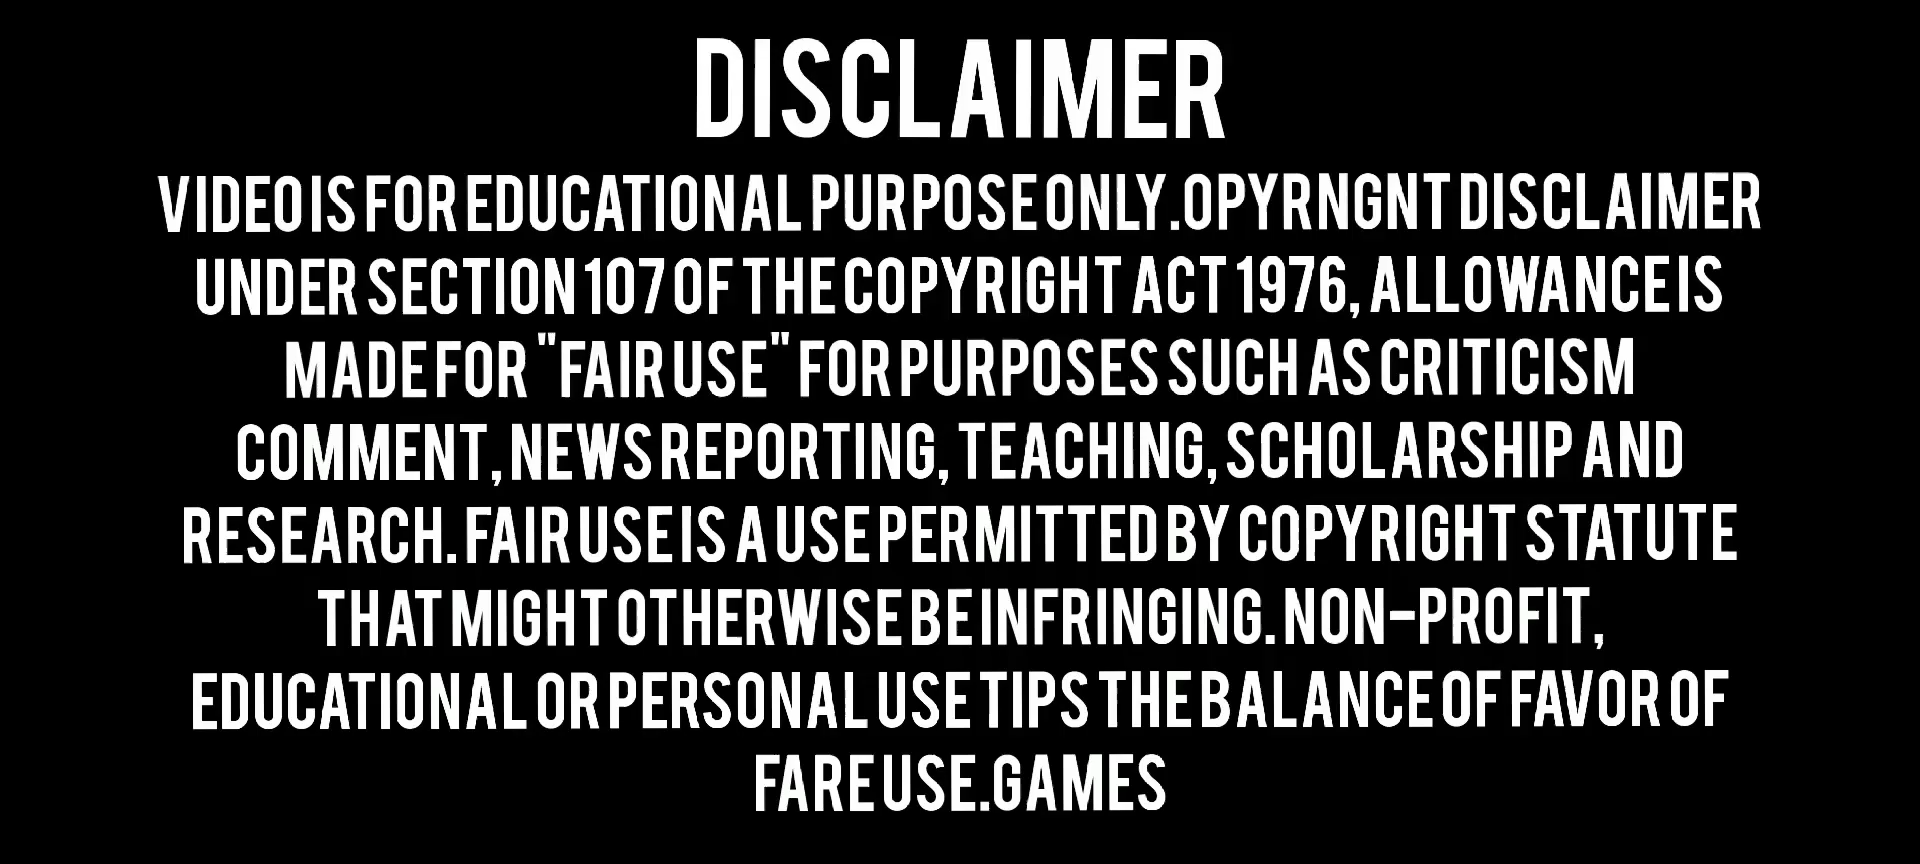 DISCLAIMER
VIDEO IS FOR EDUCATIONAL PURPOSE ONLY.OPYRNGNT DISCLAIMER
UNDER SECTION 107 OF THE COPYRIGHT ACT 1976, ALLOWANCE IS
MADE FOR "FAIR USE" FOR PURPOSES SUCH AS CRITICISM
COMMENT, NEWS REPORTING, TEACHING, SCHOLARSHIP AND
RESEARCH. FAIR USE IS A USE PERMITTED BY COPYRIGHT STATUTE
THAT MIGHT OTHERWISE BE INFRINGING. NON-PROFIT,
EDUCATIONAL OR PERSONAL USE TIPS THE BALANCE OF FAVOR OF
FARE USE.GAMES